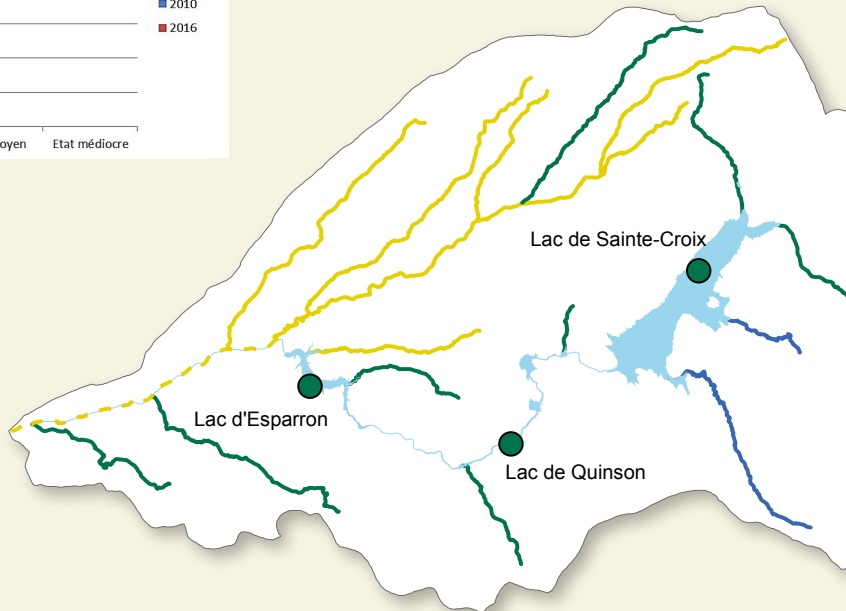 2010
2016
oyen
Etat médiocre
Lac de Sainte-Croix
Lac d'Esparron
Lac de Quinson